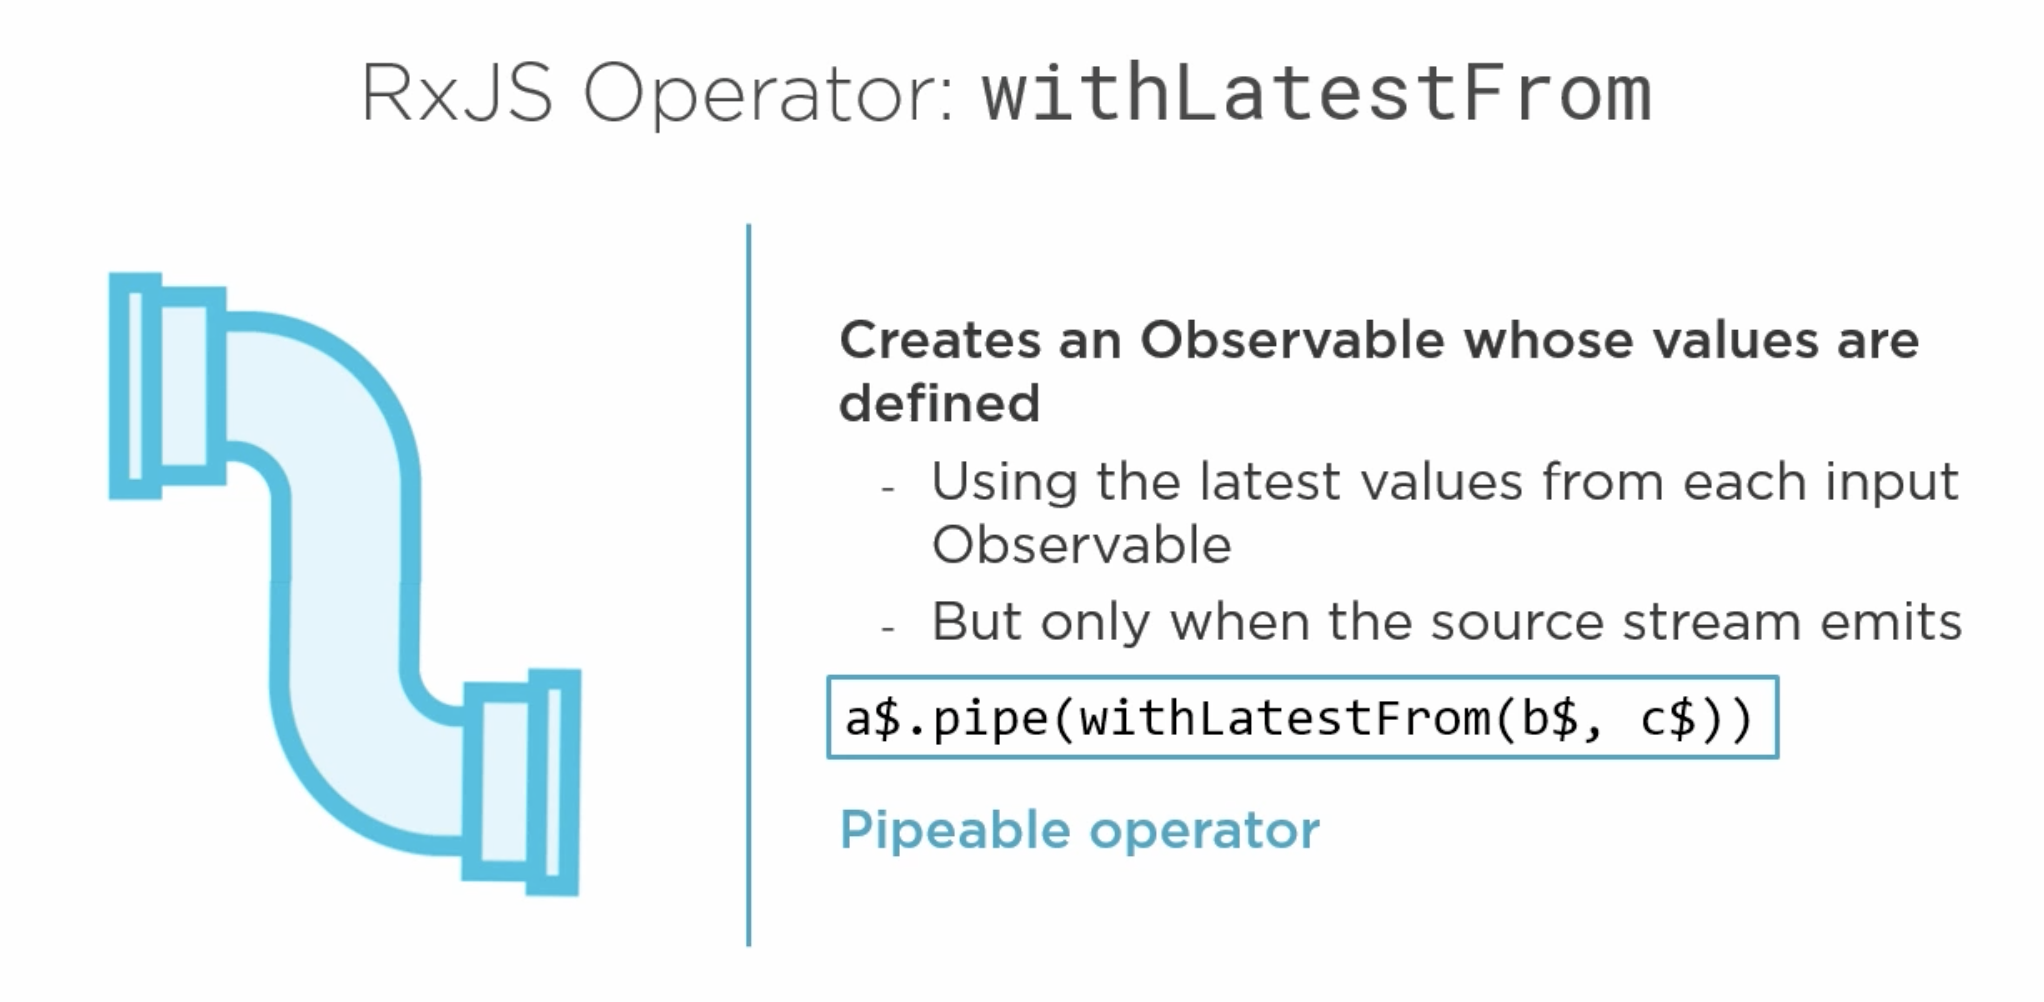 RxJS Operator: withLatestFrom
Creates an Observable whose values are
defined
- Using the latest values from each input
Observable
- But only when the source stream emits
a$.pipe(withLatestFrom(b$, c$))
Pipeable operator